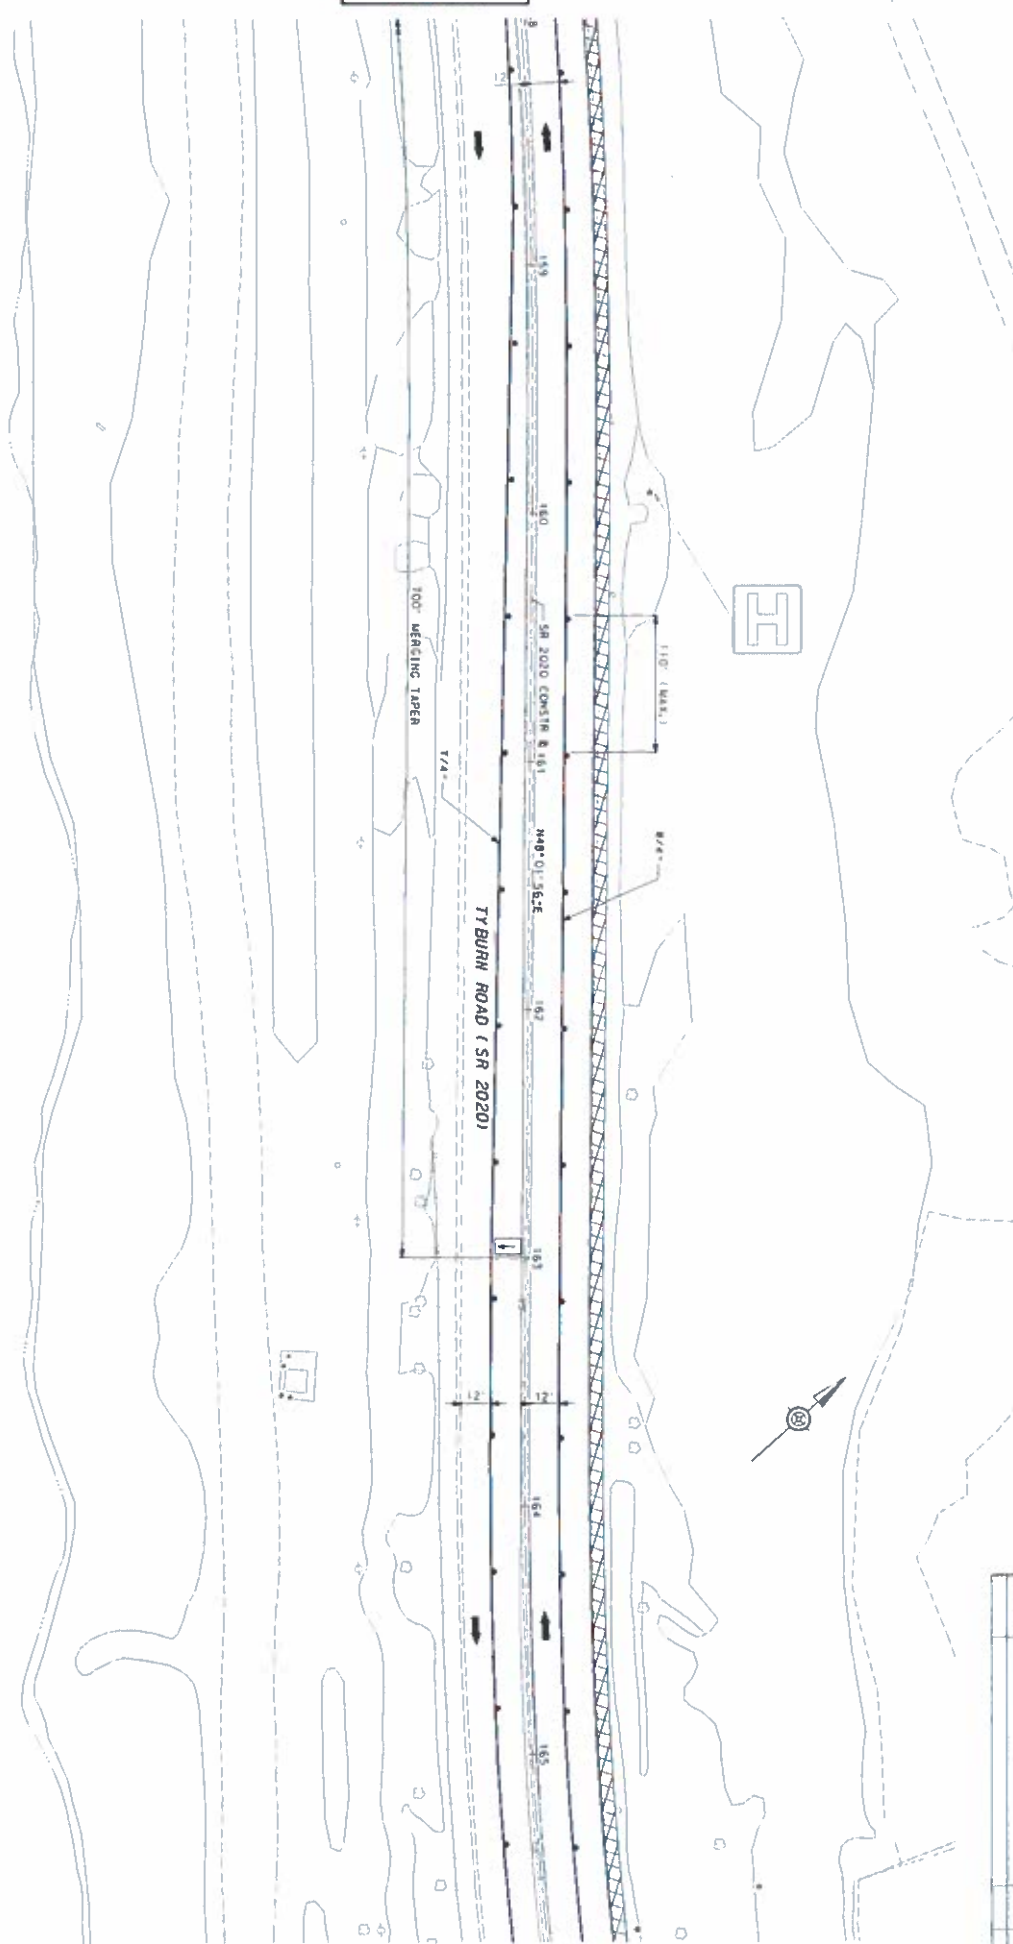 12'
159
160
110' (MAX.)
700' MERGING TAPER
SR 2020 CONSTR
161
N48° 01' 56" E
162
TYBURN ROAD (SR 2020)
163
12'
12'
164
165
H